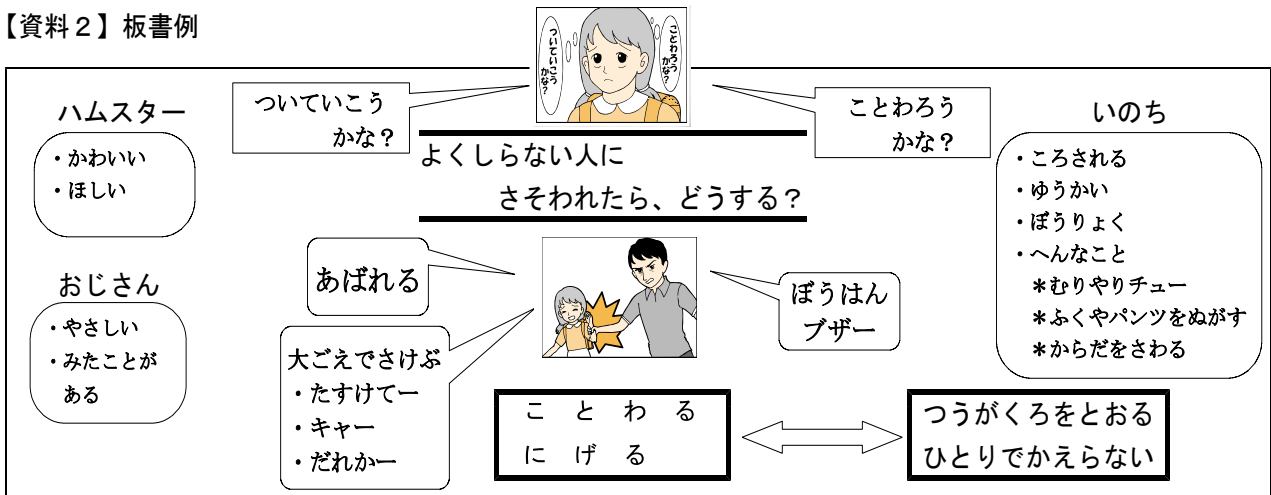 【資料２】板書例
ついていこう
かな？
ことわろう
かな？
ハムスター
・かわいい
・ほしい
おじさん
・やさしい
・みたことが
ある
ついていこう
かな？
ことわろう
かな？
よくしらない人に
さそわれたら、どうする？
あばれる
大ごえでさけぶ
・たすけてー
・キャー
・だれかー
ぼうはん
ブザー
ことわる
にげる
つうがくろをとおる
ひとりでかえらない
いのち
・ころされる
・ゆうかい
・ぼうりょく
・へんなこと
＊むりやりチュー
＊ふくやパンツをぬがす
＊からだをさわる